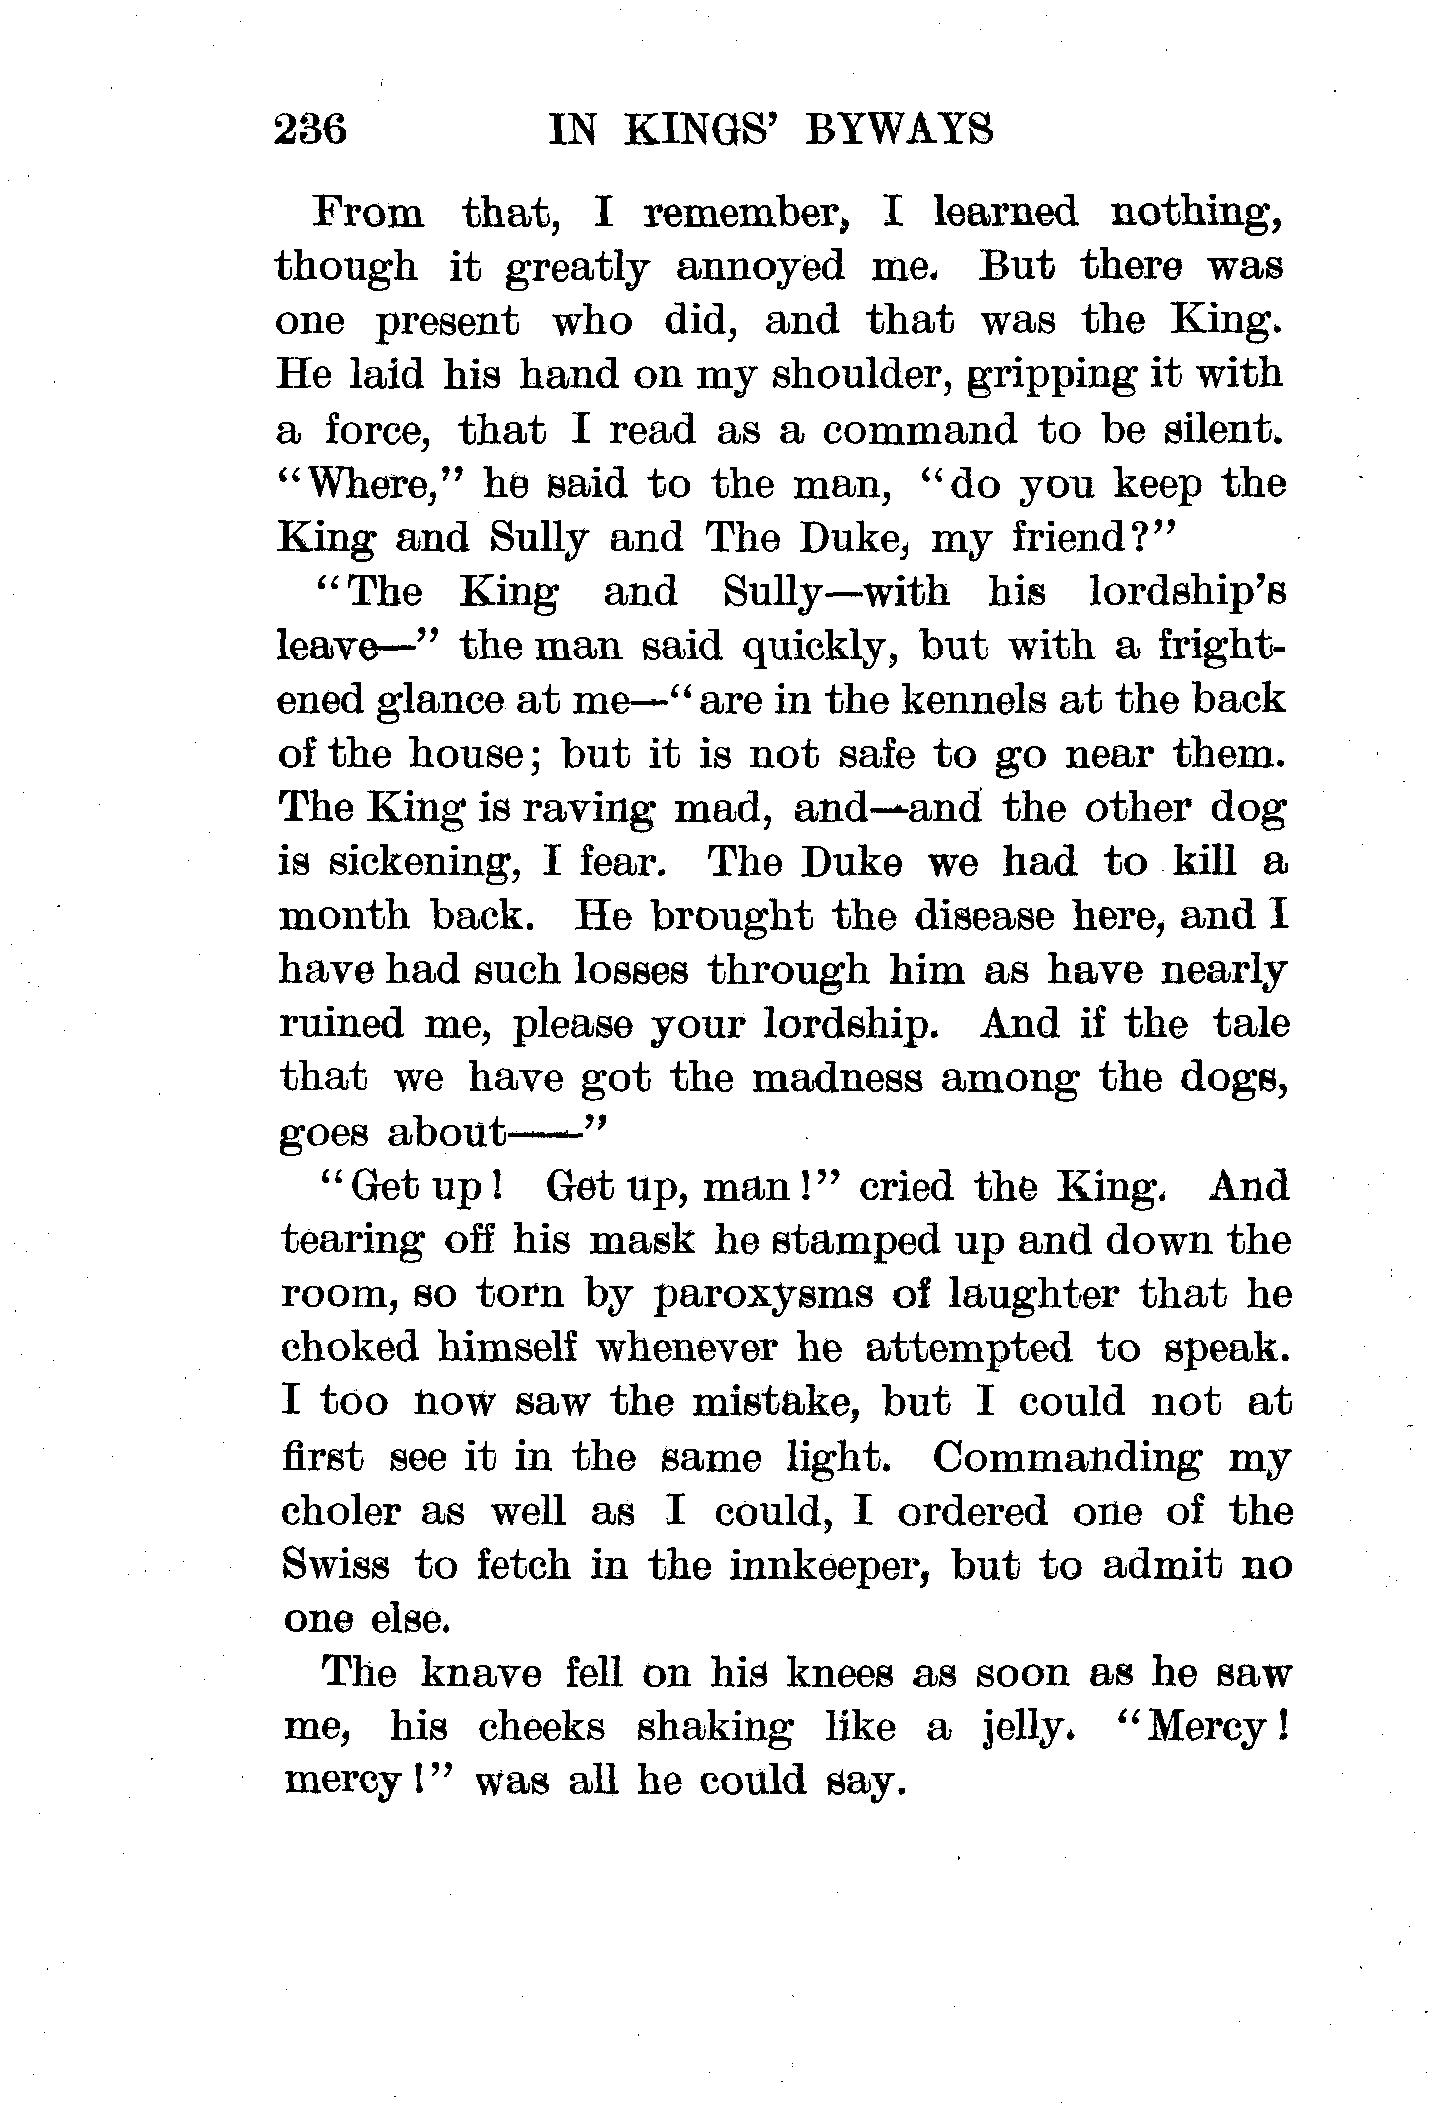 236 IN KINGS' BYWAYS
From that, I remember, I learned nothing,
though it greatly annoyed me. But there was
one present who did, and that was the King.
He laid his hand on my shoulder, gripping it with
a force, that I read as a command to be silent.
"Where," he said to the man, "do you keep the
King and Sully and The Duke, my friend?"
"The King and Sully—with his lordship's
leave—" the man said quickly, but with a fright-
ened glance at me—"are in the kennels at the back
of the house; but it is not safe to go near them.
The King is raving mad, and—and the other dog
is sickening, I fear. The Duke we had to kill a
month back. He brought the disease here, and I
have had such losses through him as have nearly
ruined me, please your lordship. And if the tale
that we have got the madness among the dogs,
goes about——"
"Get up! Get up, man!" cried the King. And
tearing off his mask he stamped up and down the
room, so torn by paroxysms of laughter that he
choked himself whenever he attempted to speak.
I too now saw the mistake, but I could not at
first see it in the same light. Commanding my
choler as well as I could, I ordered one of the
Swiss to fetch in the innkeeper, but to admit no
one else.
The knave fell on his knees as soon as he saw
me, his cheeks shaking like a jelly. "Mercy!
mercy!" was all he could say.